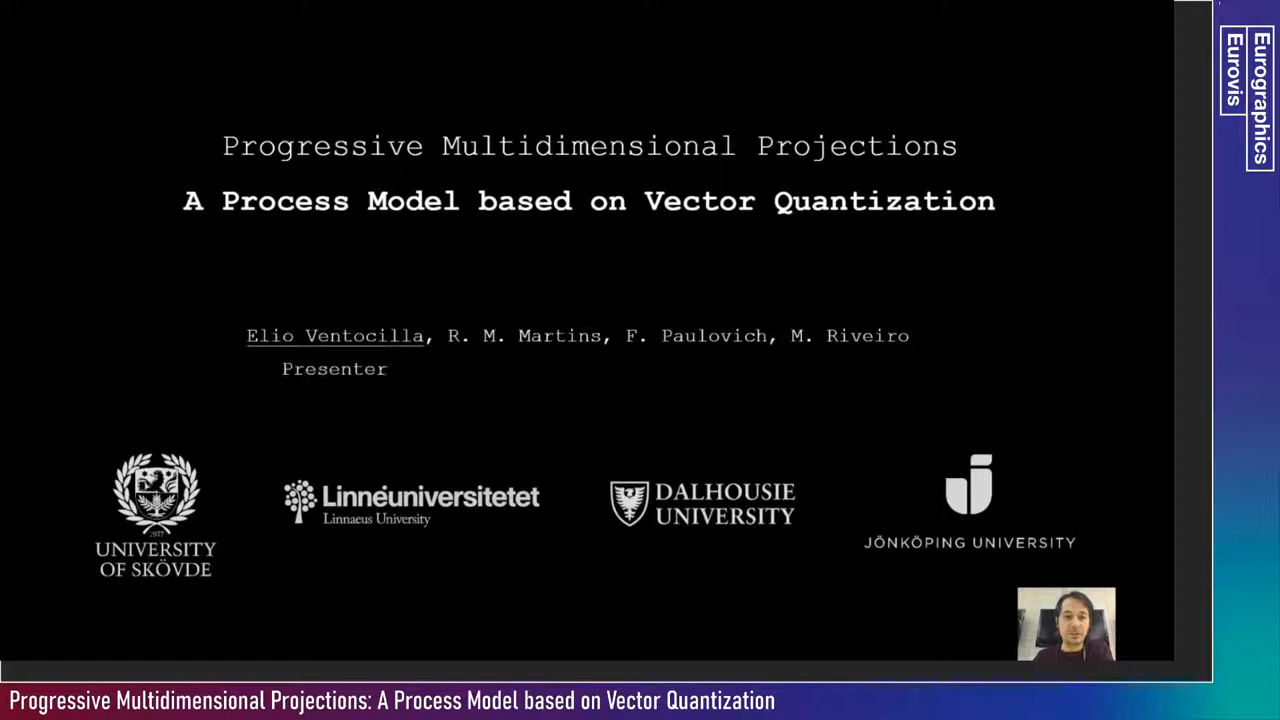 Progressive Multidimensional Projections
A Process Model based on Vector Quantization
Elio Ventocilla, R. M. Martins, F. Paulovich, M. Riveiro
Presenter
1977
UNIVERSITY
OF SKÖVDE
Linnéuniversitetet
Linnaeus University
DALHOUSIE
UNIVERSITY
JÖNKÖPING UNIVERSITY
Eurographics
Eurovis
Progressive Multidimensional Projections: A Process Model based on Vector Quantization